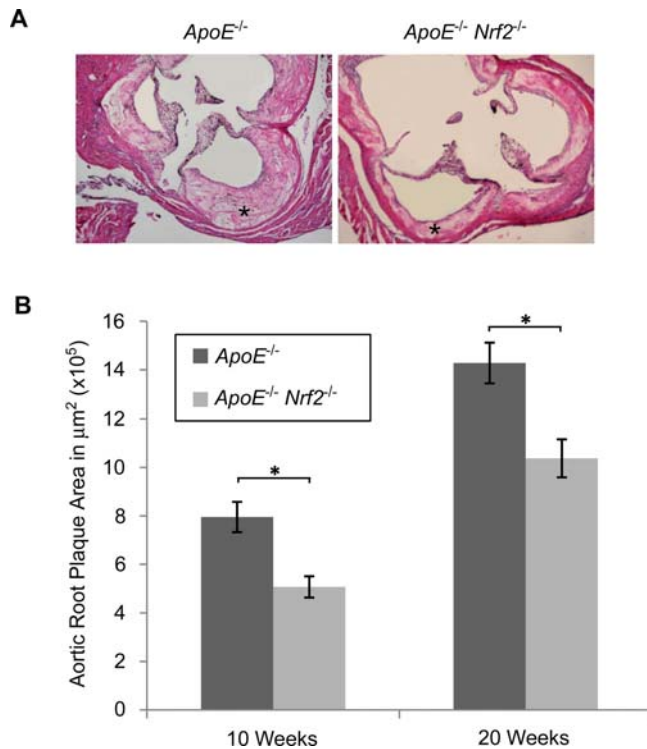 A
ApoE-/-
ApoE-/- Nrf2-/-
*
*
B
Aortic Root Plaque Area in μm² (x10⁵)
16
14
12
10
8
6
4
2
0
ApoE-/-
ApoE-/- Nrf2-/-
*
*
10 Weeks
20 Weeks